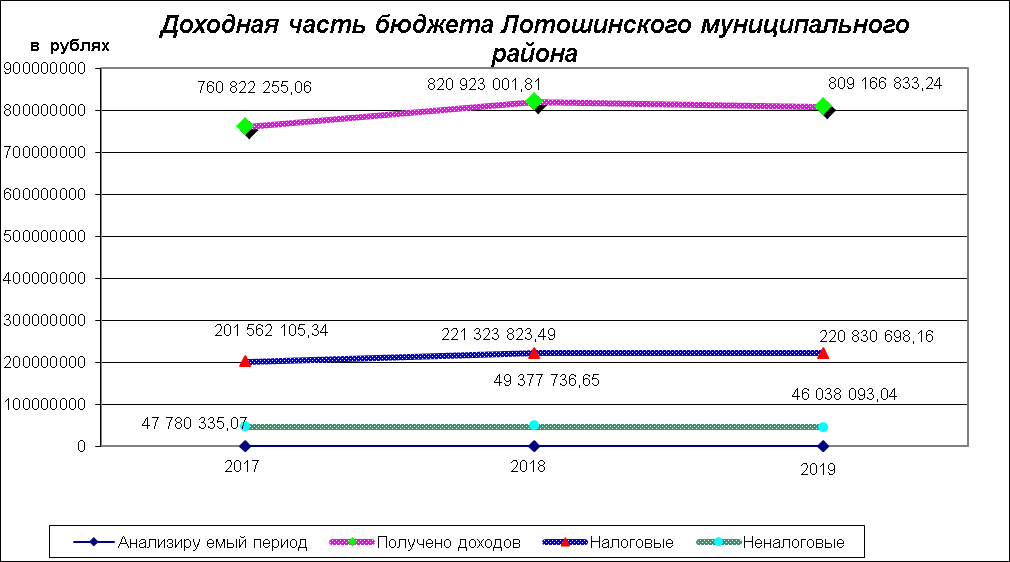 Доходная часть бюджета Лотошинского муниципального
района
в рублях
900000000
800000000
700000000
600000000
500000000
400000000
300000000
200000000
100000000
0
760 822 255,06
820 923 001,81
809 166 833,24
201 562 105,34
221 323 823,49
220 830 698,16
47 780 335,07
49 377 736,65
46 038 093,04
2017
2018
2019
Анализиру емый период
Получено доходов
Налоговые
Неналоговые